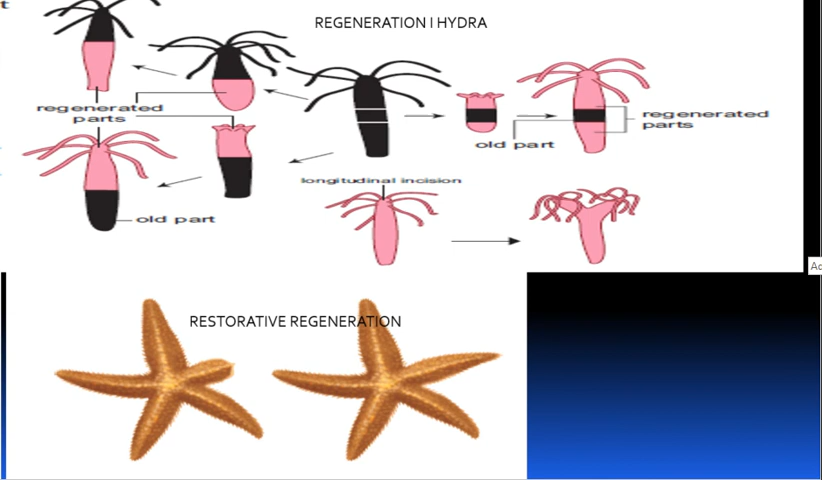 t
REGENERATION I HYDRA
regenerated
parts
regenerated
parts
old part
longitudinal incision
old part
RESTORATIVE REGENERATION